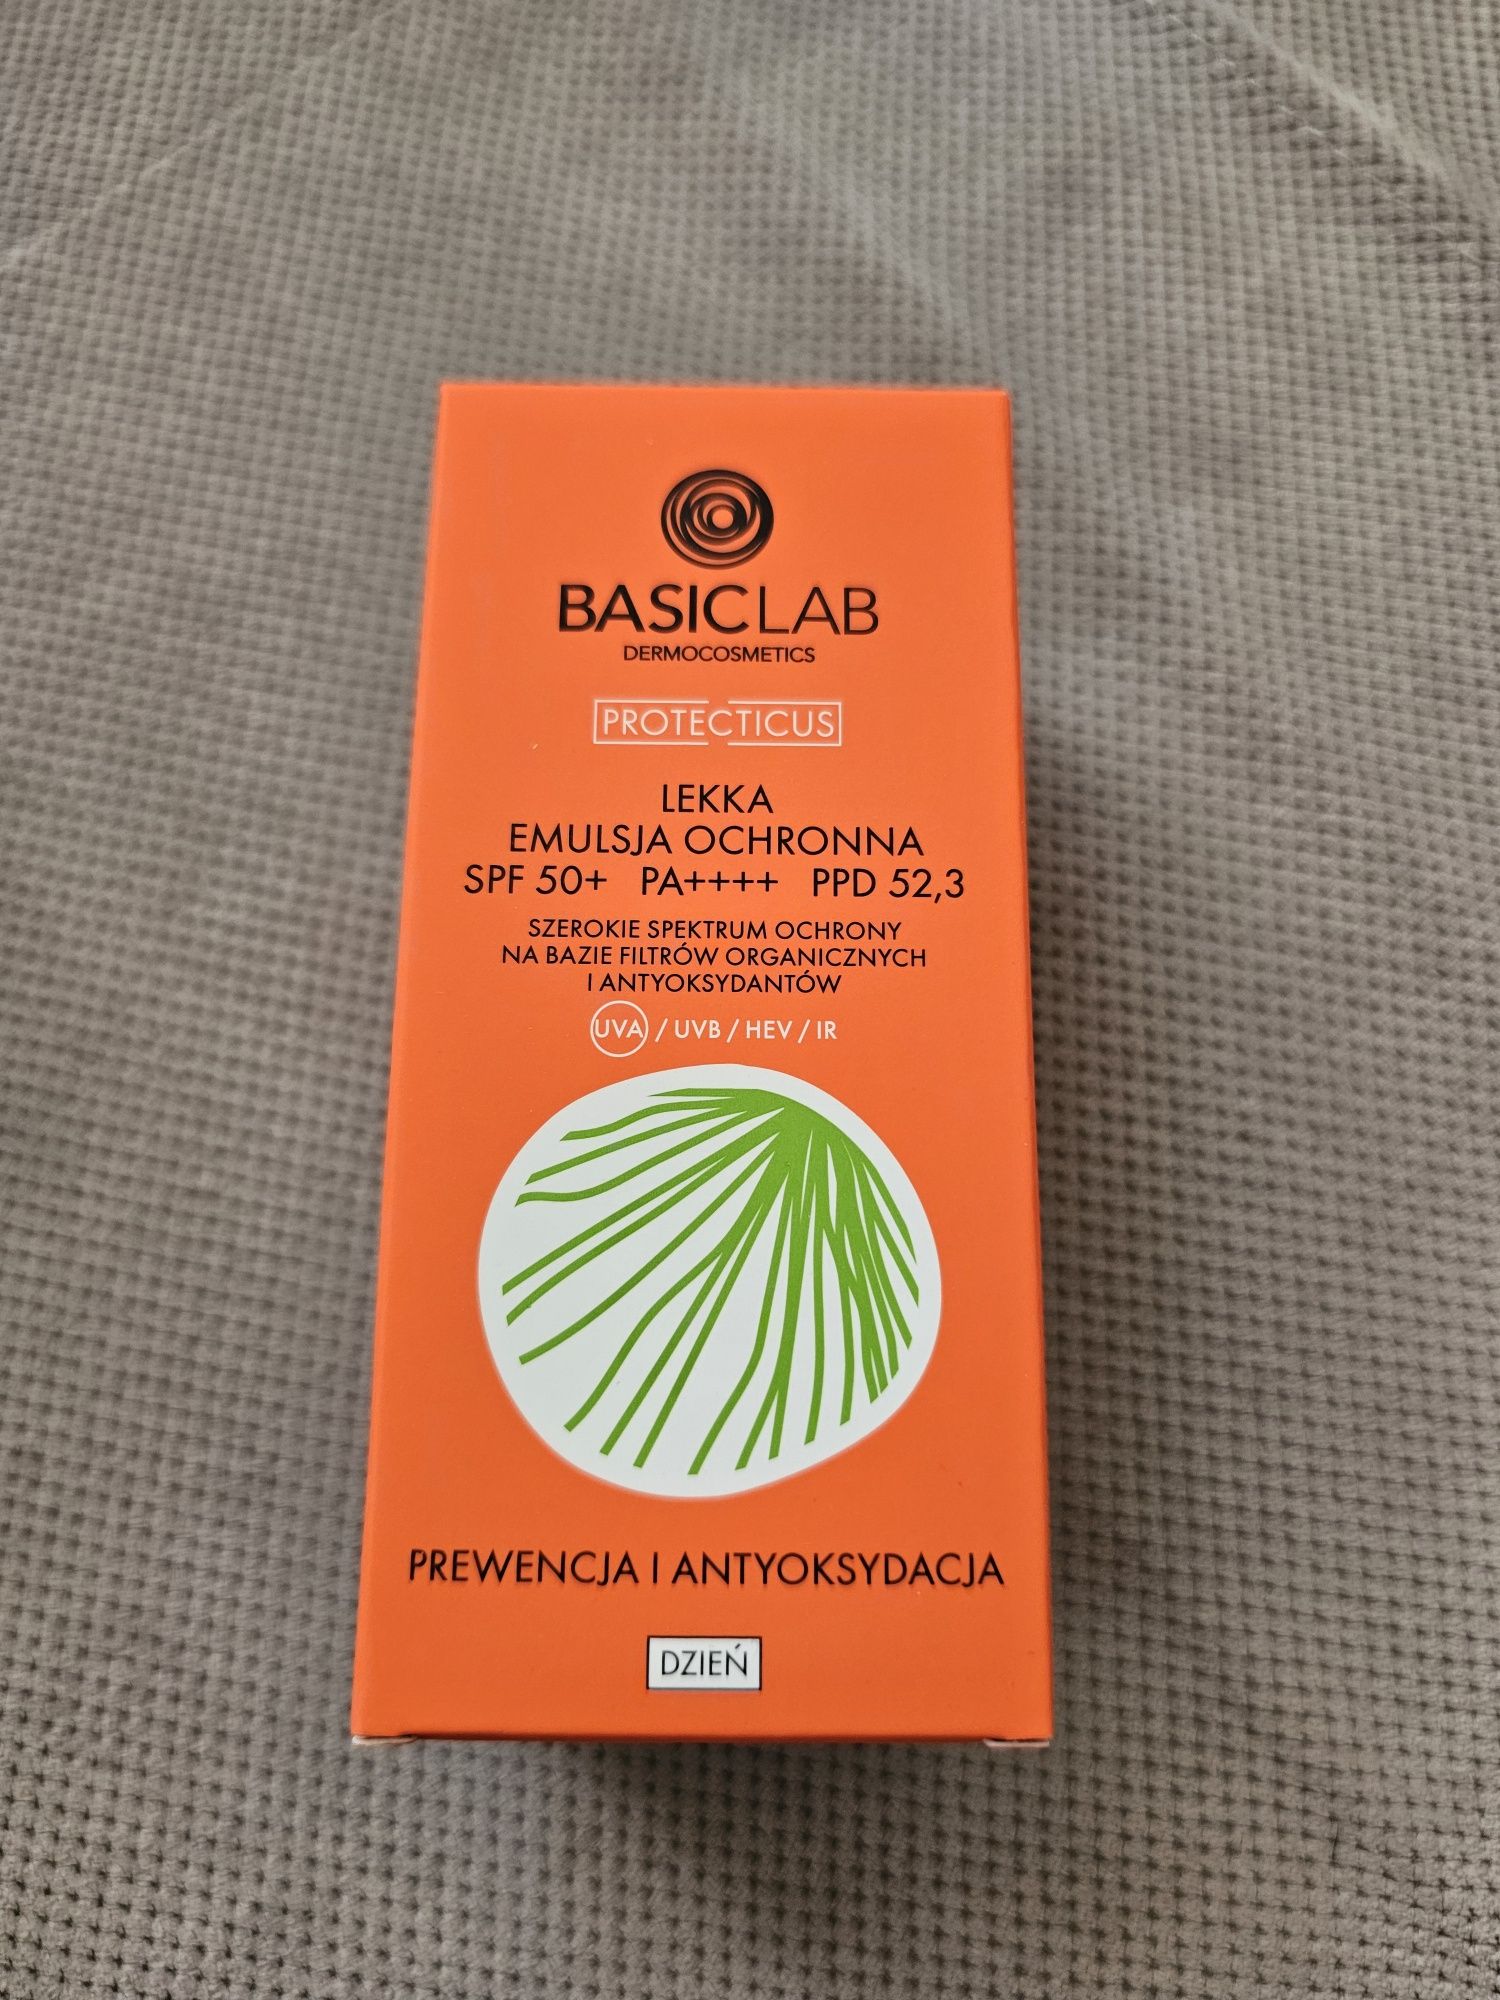 BASICLAB
DERMOCOSMETICS
PROTECTICUS
LEKKA
EMULSJA OCHRONNA
SPF 50+ PA++++ PPD 52,3
SZEROKIE SPEKTRUM OCHRONY
NA BAZIE FILTRÓW ORGANICZNYCH
I ANTYOKSYDANTÓW
UVA / UVB / HEV / IR
PREWENCJA I ANTYOKSYDACJA
DZIEŃ